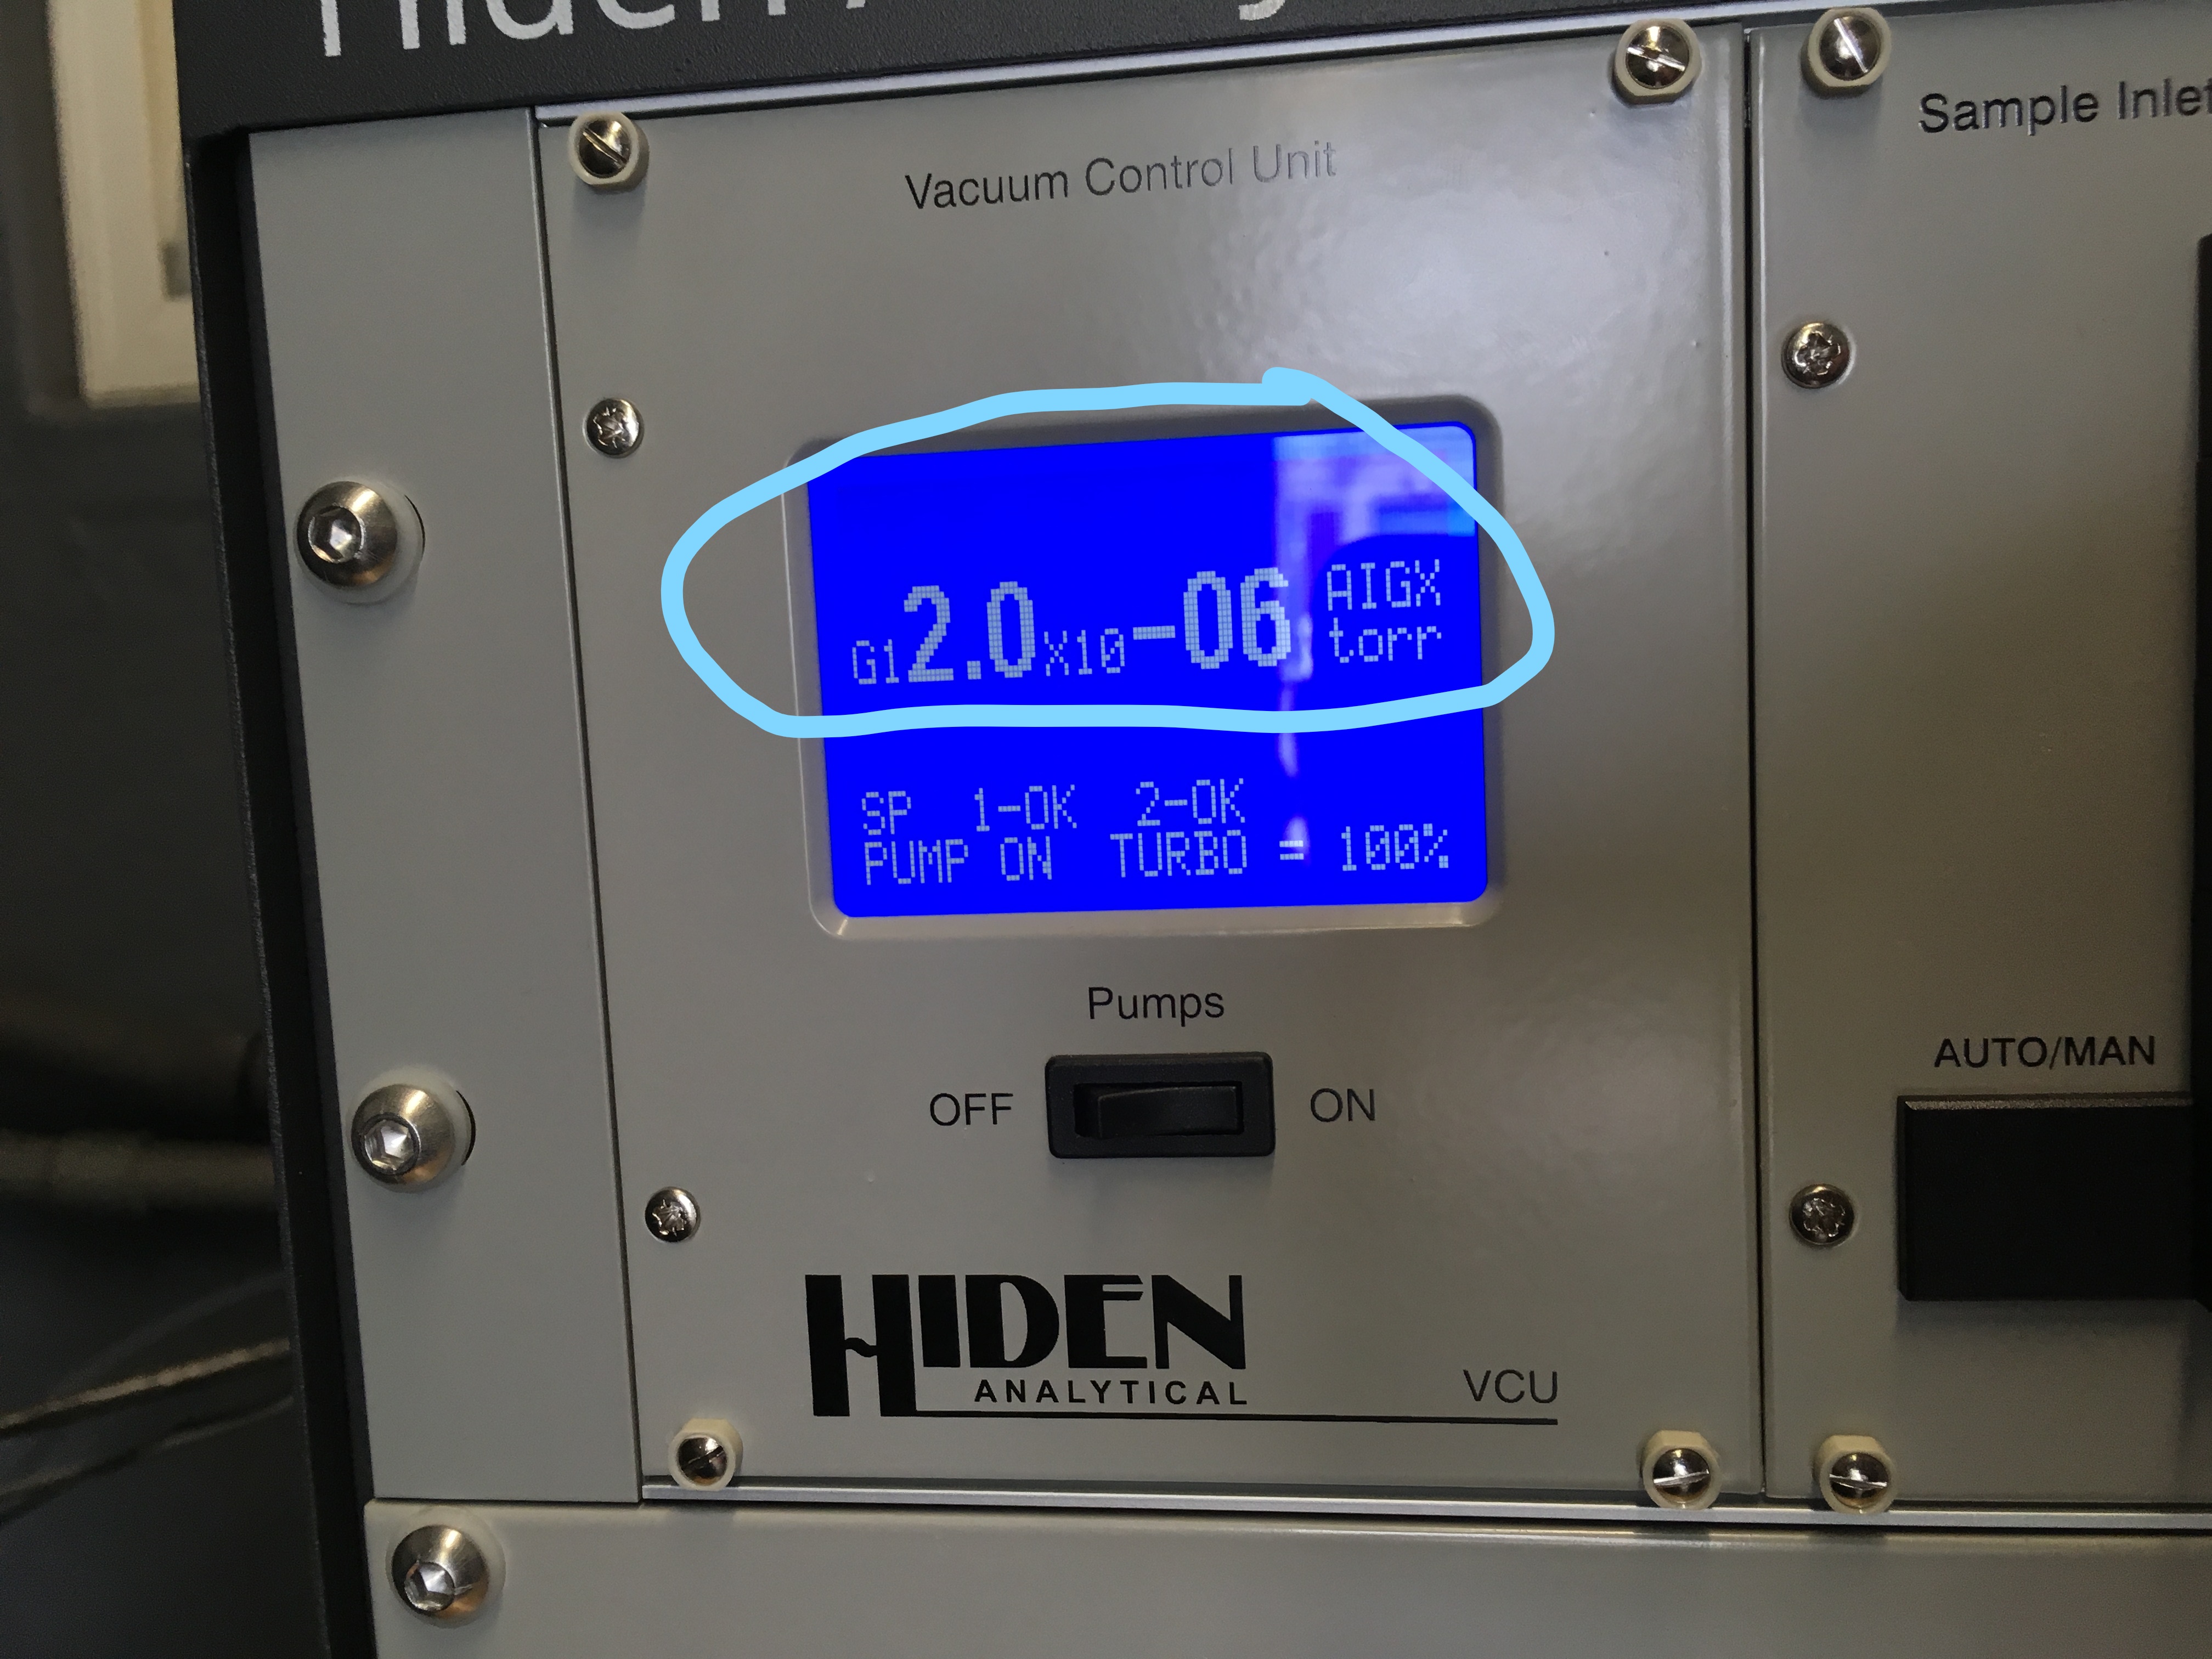 Hiden
Vacuum Control Unit
Sample Inlet
G1 2.0 x10 -06 AIGX
torr
SP 1-OK 2-OK
PUMP ON TURBO = 100%
Pumps
OFF ON
AUTO/MAN
HIDEN
ANALYTICAL
VCU